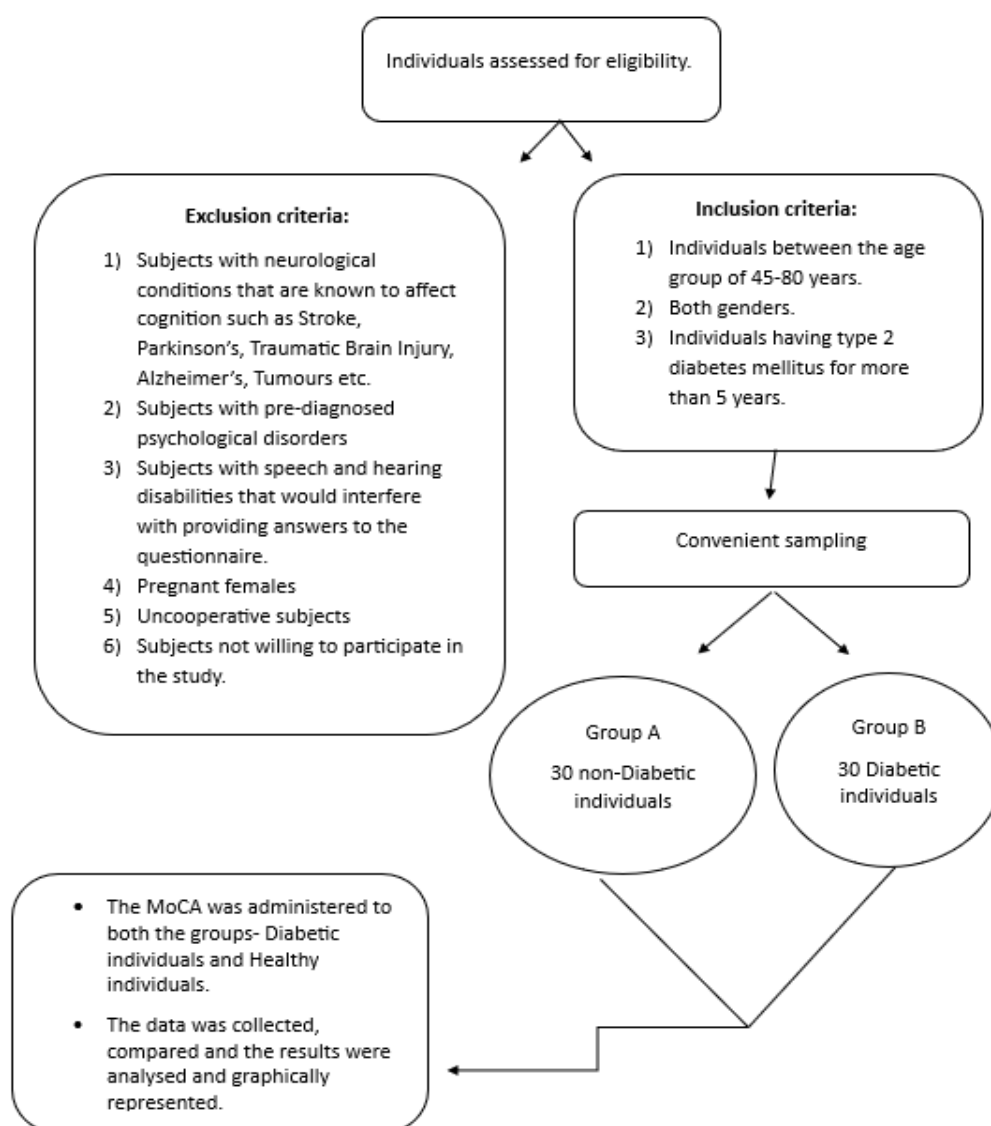 Individuals assessed for eligibility.
Exclusion criteria:
1) Subjects with neurological
conditions that are known to affect
cognition such as Stroke,
Parkinson’s, Traumatic Brain Injury,
Alzheimer’s, Tumours etc.
2) Subjects with pre-diagnosed
psychological disorders
3) Subjects with speech and hearing
disabilities that would interfere
with providing answers to the
questionnaire.
4) Pregnant females
5) Uncooperative subjects
6) Subjects not willing to participate in
the study.
Inclusion criteria:
1) Individuals between the age
group of 45-80 years.
2) Both genders.
3) Individuals having type 2
diabetes mellitus for more
than 5 years.
Convenient sampling
Group A
30 non-Diabetic
individuals
Group B
30 Diabetic
individuals
• The MoCA was administered to
both the groups- Diabetic
individuals and Healthy
individuals.
• The data was collected,
compared and the results were
analysed and graphically
represented.